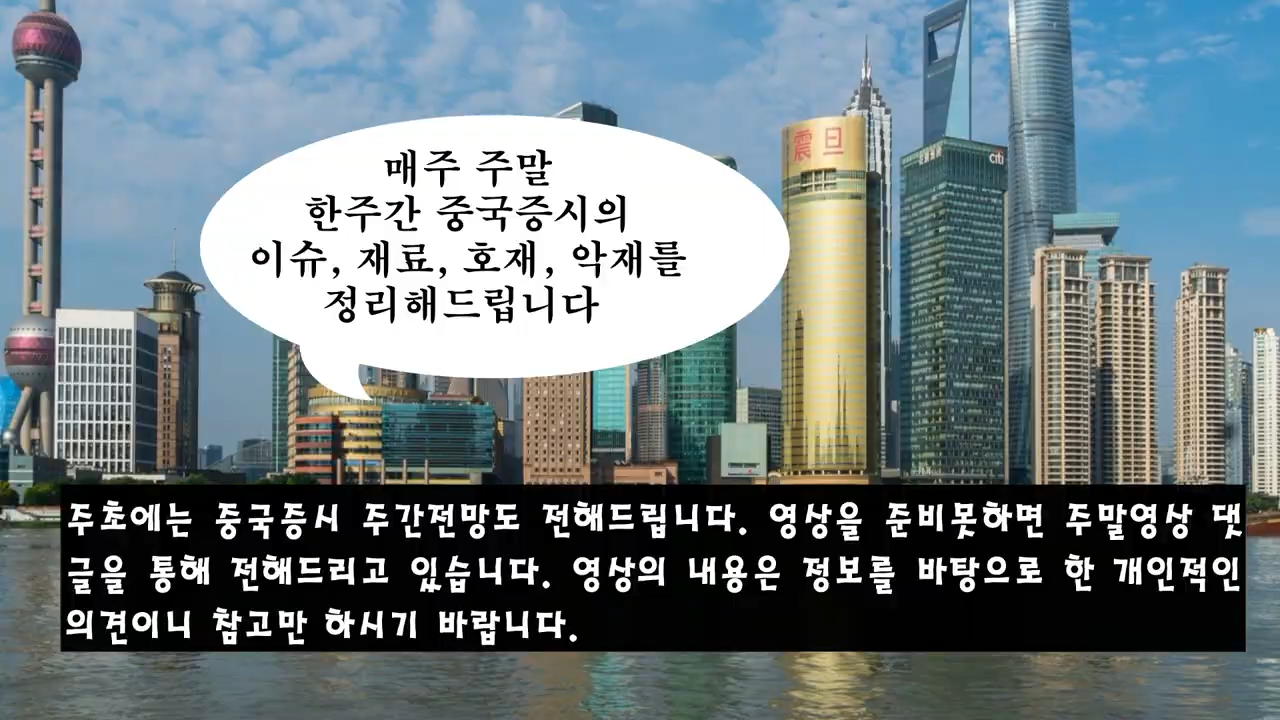 매주 주말
한주간 중국증시의
이슈, 재료, 호재, 악재를
정리해드립니다
震旦
citi
주초에는 중국증시 주간전망도 전해드립니다. 영상을 준비못하면 주말영상 댓
글을 통해 전해드리고 있습니다. 영상의 내용은 정보를 바탕으로 한 개인적인
의견이니 참고만 하시기 바랍니다.